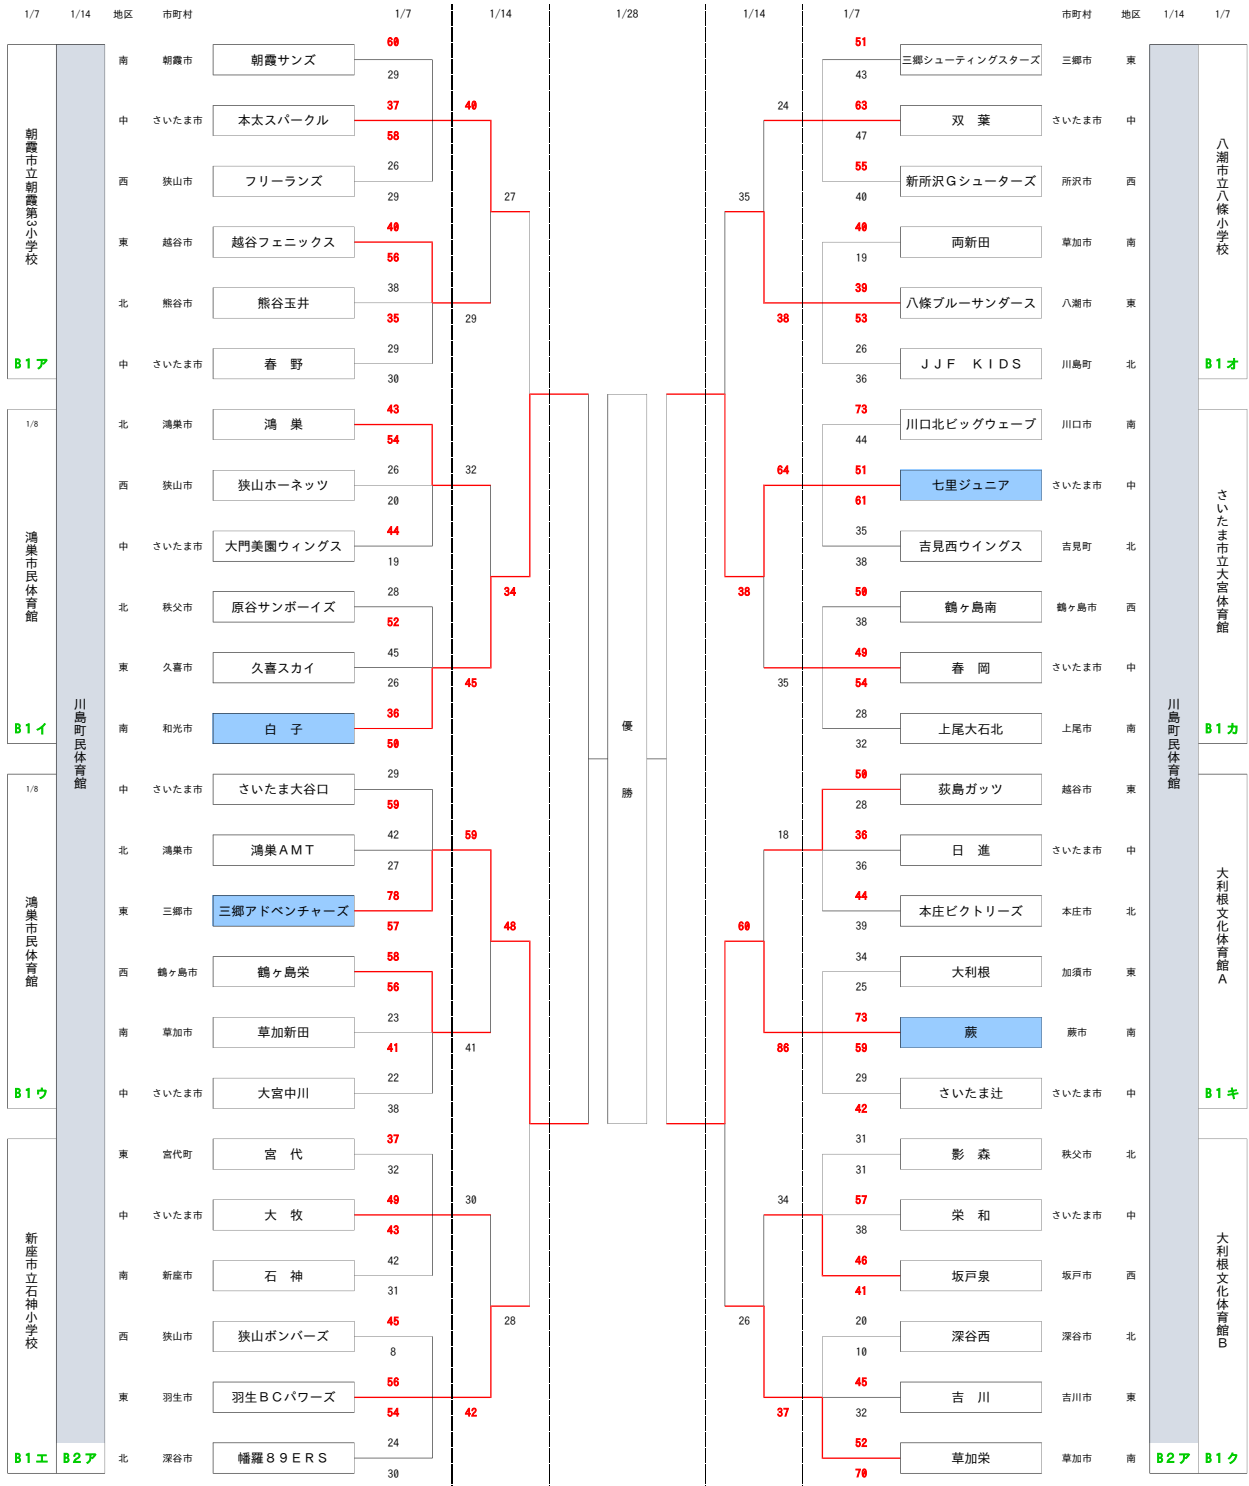 1/7 1/14 地区 市町村 1/7 1/14 1/28 1/14 1/7 市町村 地区 1/14 1/7
60 51
南 朝霞市 朝霞サンズ 三郷シューティングスターズ 三郷市 東
29 43
37 40 24 63
中 さいたま市 本太スパークル 双 葉 さいたま市 中
58 47
26 55
西 狭山市 フリーランズ 新所沢Gシューターズ 所沢市 西
29 27 35 40
40 40
東 越谷市 越谷フェニックス 両新田 草加市 南
56 19
38 39
北 熊谷市 熊谷玉井 八條ブルーサンダース 八潮市 東
35 29 38 53
29 26
中 さいたま市 春 野 JJF KIDS 川島町 北
30 36
朝霞市立朝霞第3小学校
B1ア
八潮市立八條小学校
B1オ
43 73
1/8 北 鴻巣市 鴻 巣 川口北ビッグウェーブ 川口市 南
54 44
26 32 64 51
西 狭山市 狭山ホーネッツ 七里ジュニア さいたま市 中
20 61
44 35
中 さいたま市 大門美園ウィングス 吉見西ウイングス 吉見町 北
19 38
28 34 38 50
北 秩父市 原谷サンボーイズ 鶴ヶ島南 鶴ヶ島市 西
52 38
45 49
東 久喜市 久喜スカイ 春 岡 さいたま市 中
26 45 35 54
36 28
南 和光市 白 子 上尾大石北 上尾市 南
50 32
鴻巣市民体育館
B1イ
さいたま市立大宮体育館
B1カ
川島町民体育館
優勝
川島町民体育館
29 50
1/8 中 さいたま市 さいたま大谷口 荻島ガッツ 越谷市 東
59 28
42 59 18 36
北 鴻巣市 鴻巣AMT 日 進 さいたま市 中
27 36
78 44
東 三郷市 三郷アドベンチャーズ 本庄ビクトリーズ 本庄市 北
57 48 60 39
58 34
西 鶴ヶ島市 鶴ヶ島栄 大利根 加須市 東
56 25
23 73
南 草加市 草加新田 蕨 蕨市 南
41 41 86 59
22 29
中 さいたま市 大宮中川 さいたま辻 さいたま市 中
38 42
鴻巣市民体育館
B1ウ
大利根文化体育館A
B1キ
37 31
東 宮代町 宮 代 影 森 秩父市 北
32 31
49 30 34 57
中 さいたま市 大 牧 栄 和 さいたま市 中
43 38
42 46
南 新座市 石 神 坂戸泉 坂戸市 西
31 41
45 28 26 20
西 狭山市 狭山ボンバーズ 深谷西 深谷市 北
8 10
56 45
東 羽生市 羽生BCパワーズ 吉 川 吉川市 東
54 42 37 32
24 52
北 深谷市 幡羅89ERS 草加栄 草加市 南
30 70
新座市立石神小学校
B1エ B2ア
大利根文化体育館B
B2ア B1ク